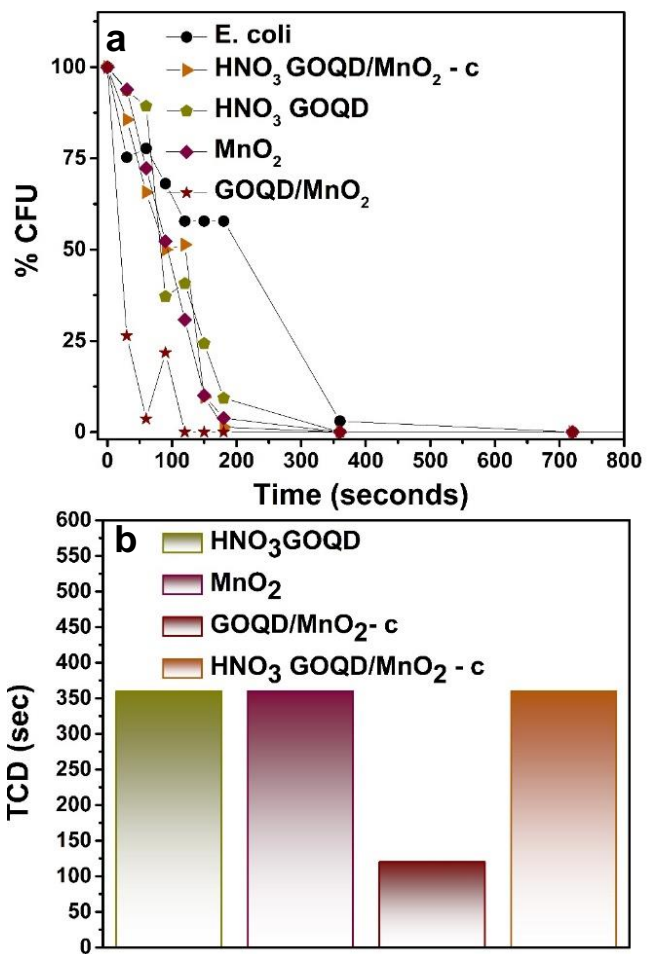 a
E. coli
HNO3 GOQD/MnO2 - c
HNO3 GOQD
MnO2
GOQD/MnO2
100
75
50
25
0
% CFU
0 100 200 300 400 500 600 700 800
Time (seconds)
b
HNO3GOQD
MnO2
GOQD/MnO2- c
HNO3 GOQD/MnO2 - c
600
550
500
450
400
350
300
250
200
150
100
50
0
TCD (sec)